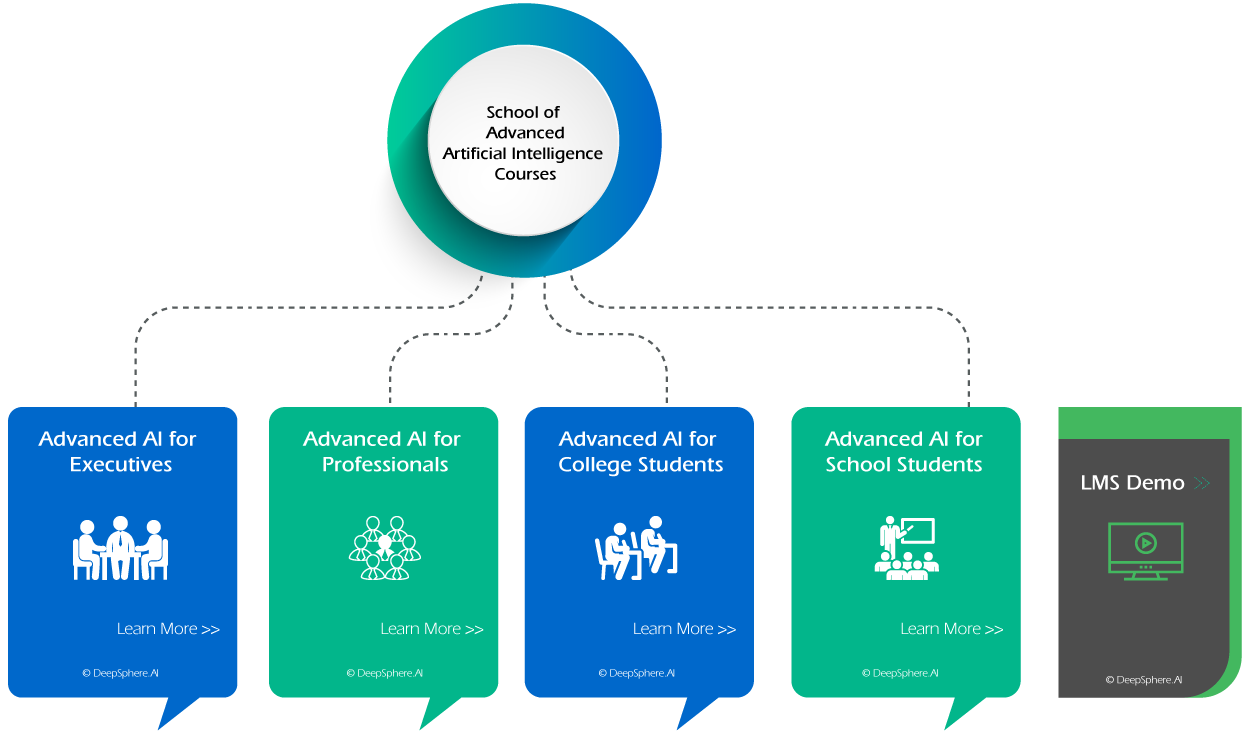 School of
Advanced
Artificial Intelligence
Courses
Advanced AI for
Executives
Learn More >>
© DeepSphere.AI
Advanced AI for
Professionals
Learn More >>
© DeepSphere.AI
Advanced AI for
College Students
Learn More >>
© DeepSphere.AI
Advanced AI for
School Students
Learn More >>
© DeepSphere.AI
LMS Demo >>
© DeepSphere.AI